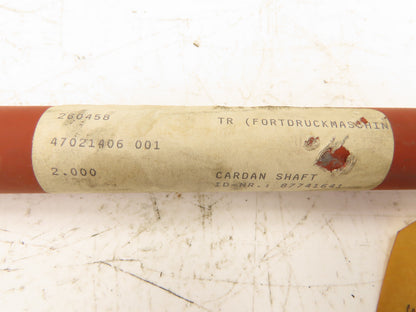 260458 TR (FORTDRUCKMASCHIN
47021406 001
2.000 CARDAN SHAFT
ID-NR.: 87741641